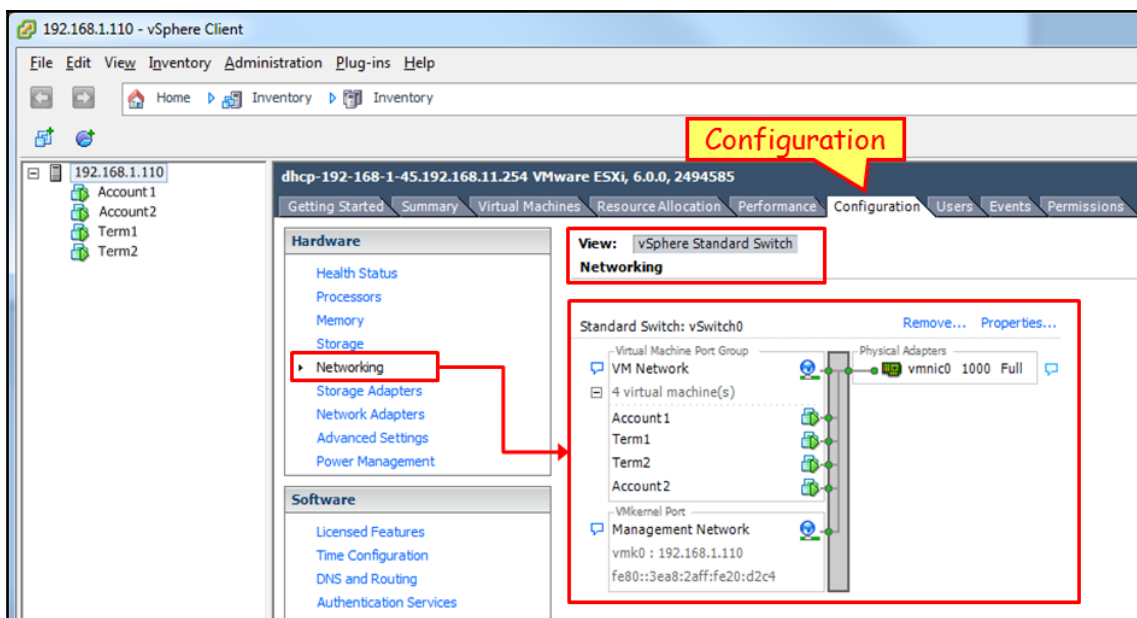 192.168.1.110 - vSphere Client
File Edit View Inventory Administration Plug-ins Help
Home Inventory Inventory
Configuration
192.168.1.110
Account1
Account2
Term1
Term2
dhcp-192-168-1-45.192.168.11.254 VMware ESXi, 6.0.0, 2494585
Getting Started Summary Virtual Machines Resource Allocation Performance Configuration Users Events Permissions
Hardware
Health Status
Processors
Memory
Storage
Networking
Storage Adapters
Network Adapters
Advanced Settings
Power Management
Software
Licensed Features
Time Configuration
DNS and Routing
Authentication Services
View: vSphere Standard Switch
Networking
Standard Switch: vSwitch0 Remove... Properties...
Virtual Machine Port Group Physical Adapters
VM Network vmnic0 1000 Full
4 virtual machine(s)
Account1
Term1
Term2
Account2
VMkernel Port
Management Network
vmk0 : 192.168.1.110
fe80::3ea8:2aff:fe20:d2c4